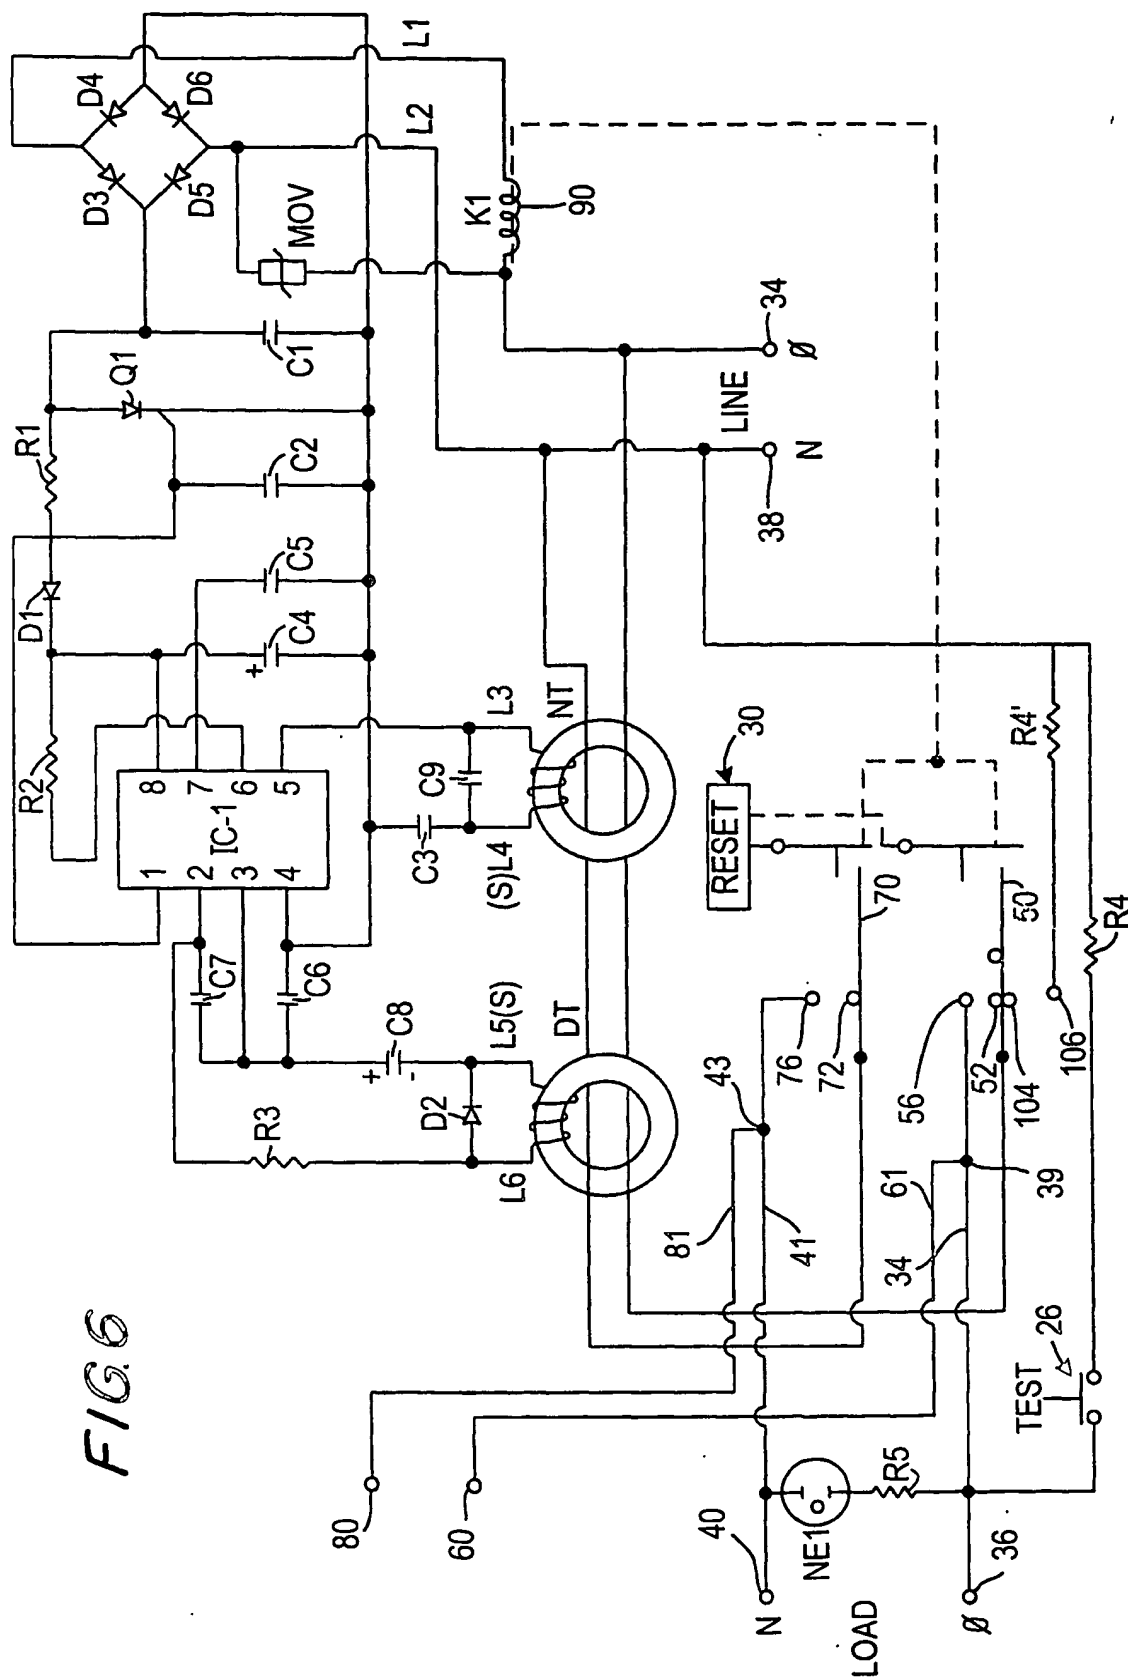 FIG. 6
D4
D6
D3
D5
L1
L2
MOV
K1
90
C1
Q1
R1
C2
D1
C5
C4
+
R2
8
7
6
5
1
2
3
4
IC-1
C7
C6
R3
C8
+
-
D2
L5(S)
L6
C3
C9
(S)L4
L3
NT
DT
LINE
34
Ø
N
38
RESET
30
70
50'
R4'
R4
76
72
56
52
104
106
43
41
81
61
34
39
TEST
26
80
60
40
N
NE1
R5
LOAD
Ø
36